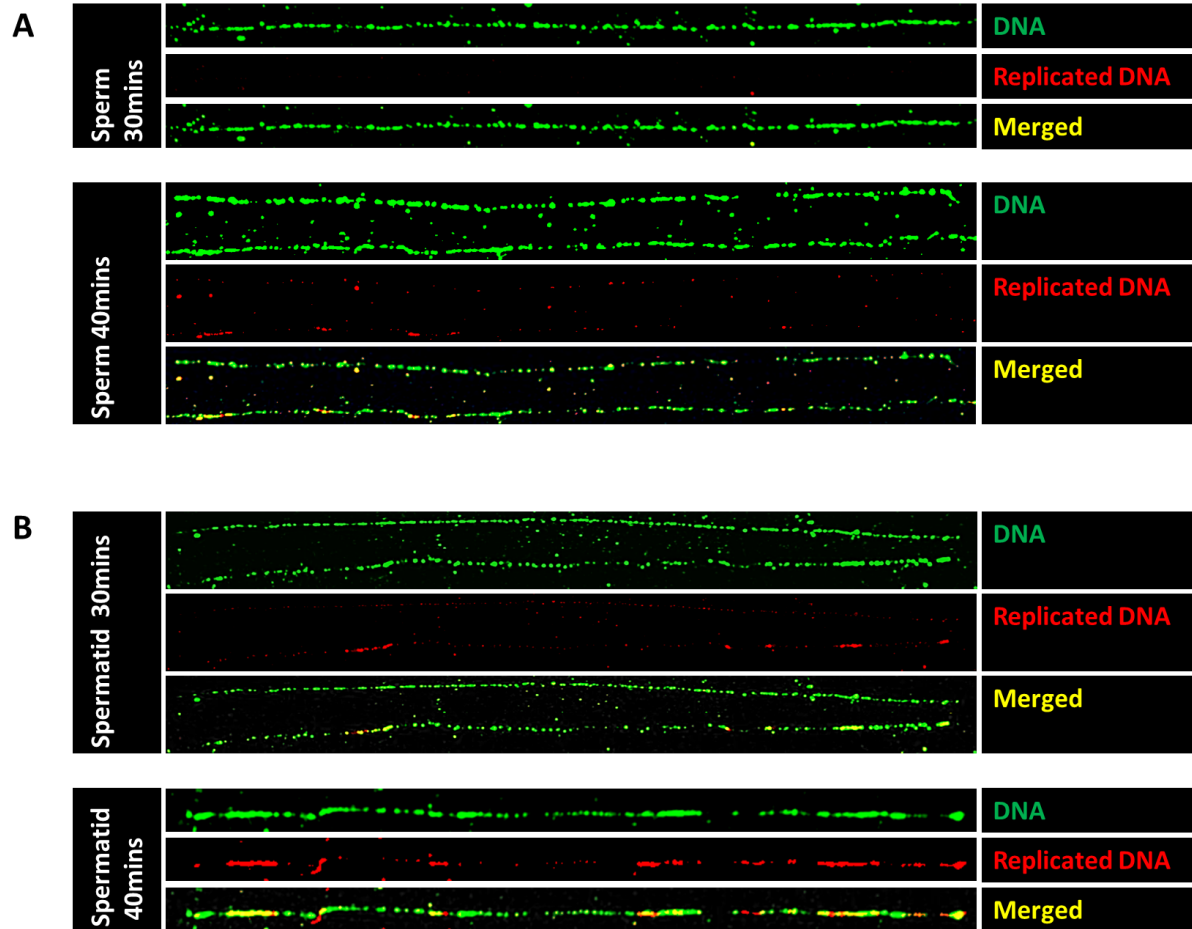 A
Sperm
30mins
DNA
Replicated DNA
Merged
Sperm 40mins
DNA
Replicated DNA
Merged
B
Spermatid 30mins
DNA
Replicated DNA
Merged
Spermatid
40mins
DNA
Replicated DNA
Merged